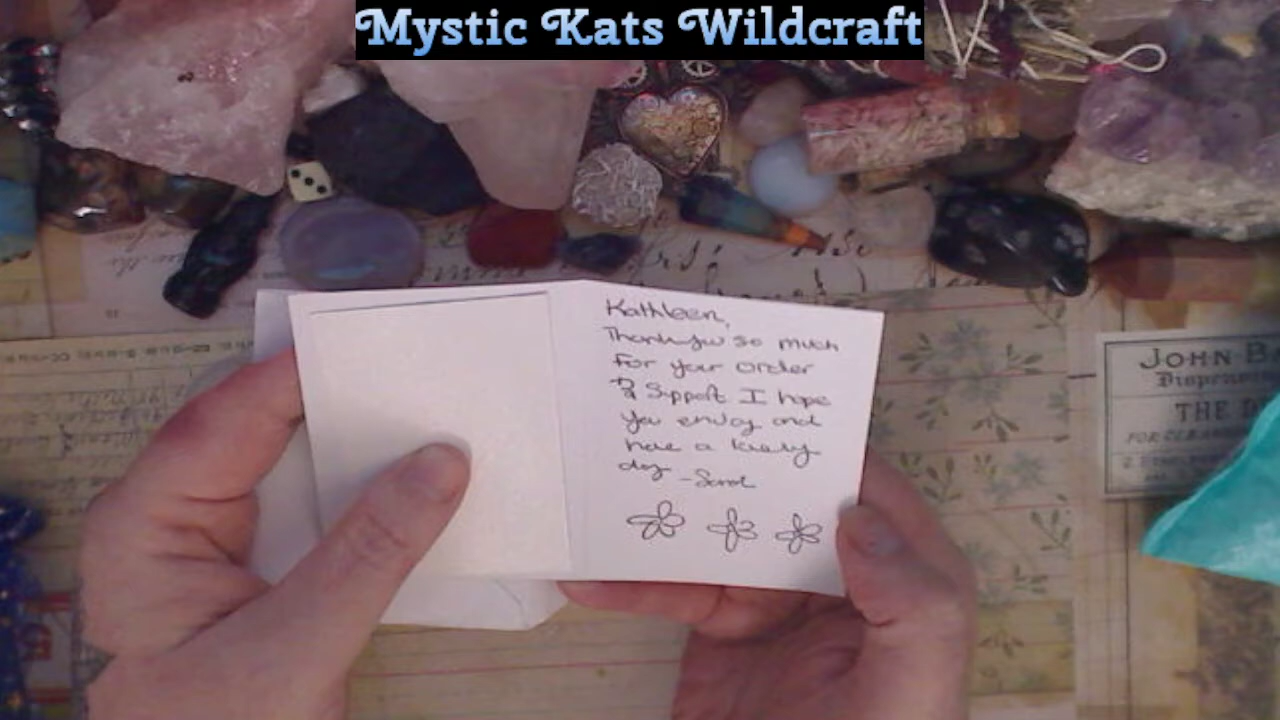 Mystic Kats Wildcraft
Kathleen,
Thank you so much
for your order
& Support I hope
you enjoy and
have a lovely
day -Sarah
JOHN B
Dispens
THE D